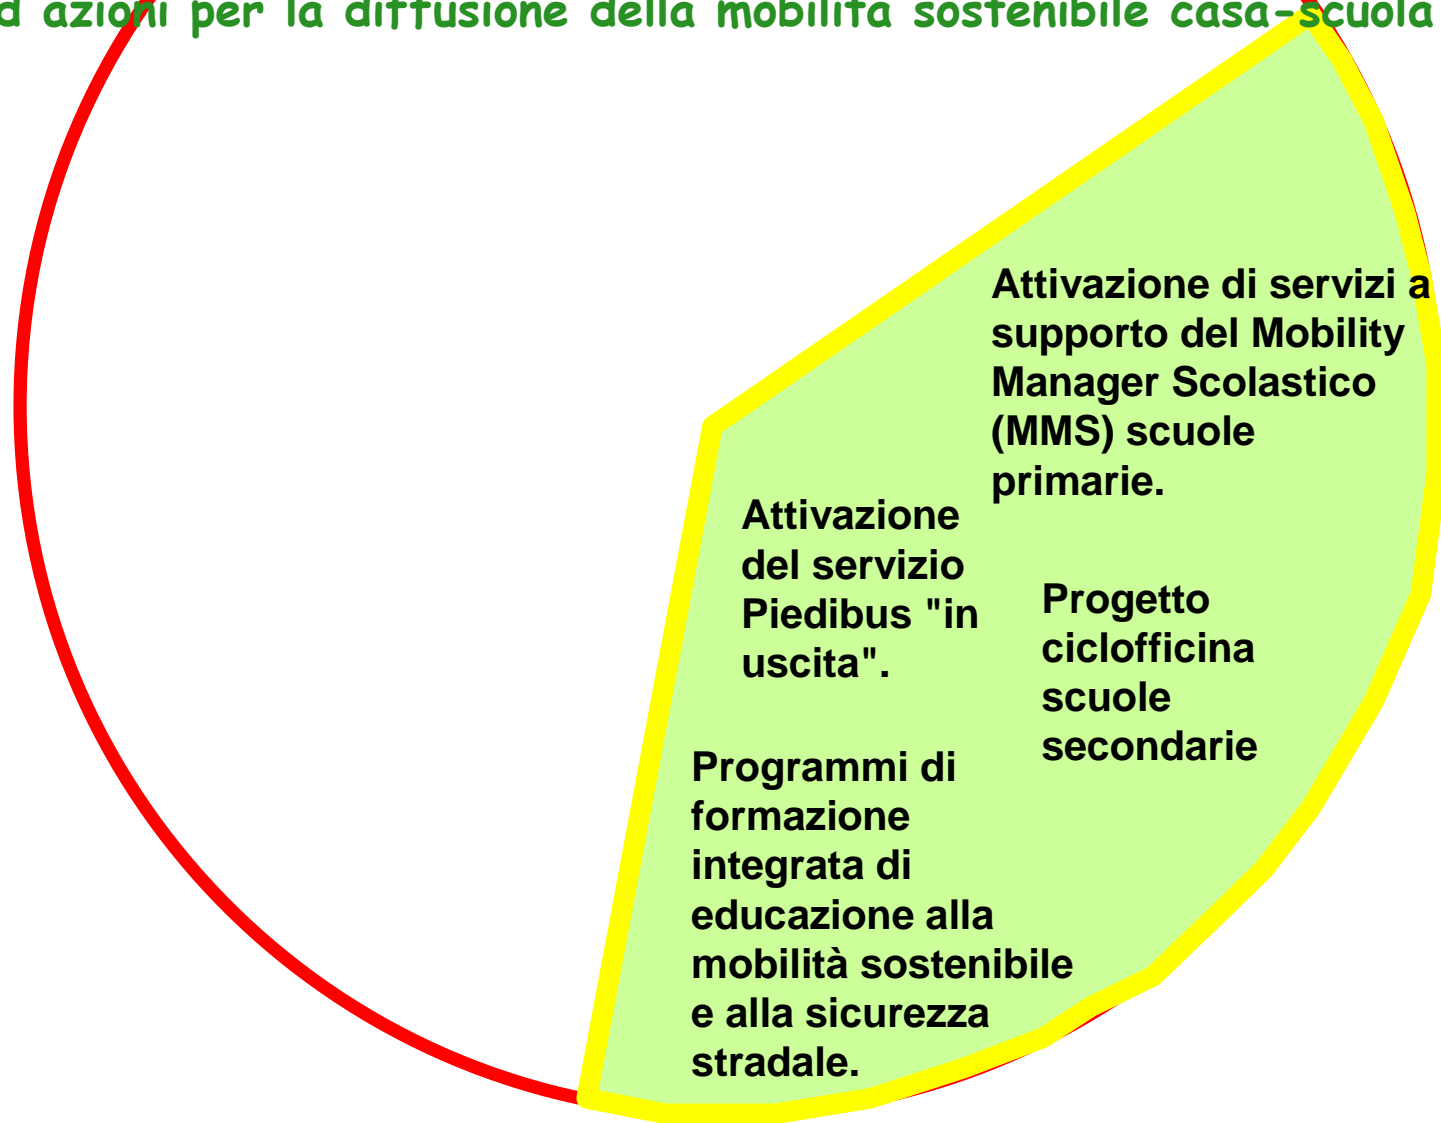 d azioni per la diffusione della mobilità sostenibile casa-scuola
Attivazione di servizi a
supporto del Mobility
Manager Scolastico
(MMS) scuole
primarie.
Attivazione
del servizio
Piedibus "in
uscita".
Progetto
ciclofficina
scuole
secondarie
Programmi di
formazione
integrata di
educazione alla
mobilità sostenibile
e alla sicurezza
stradale.